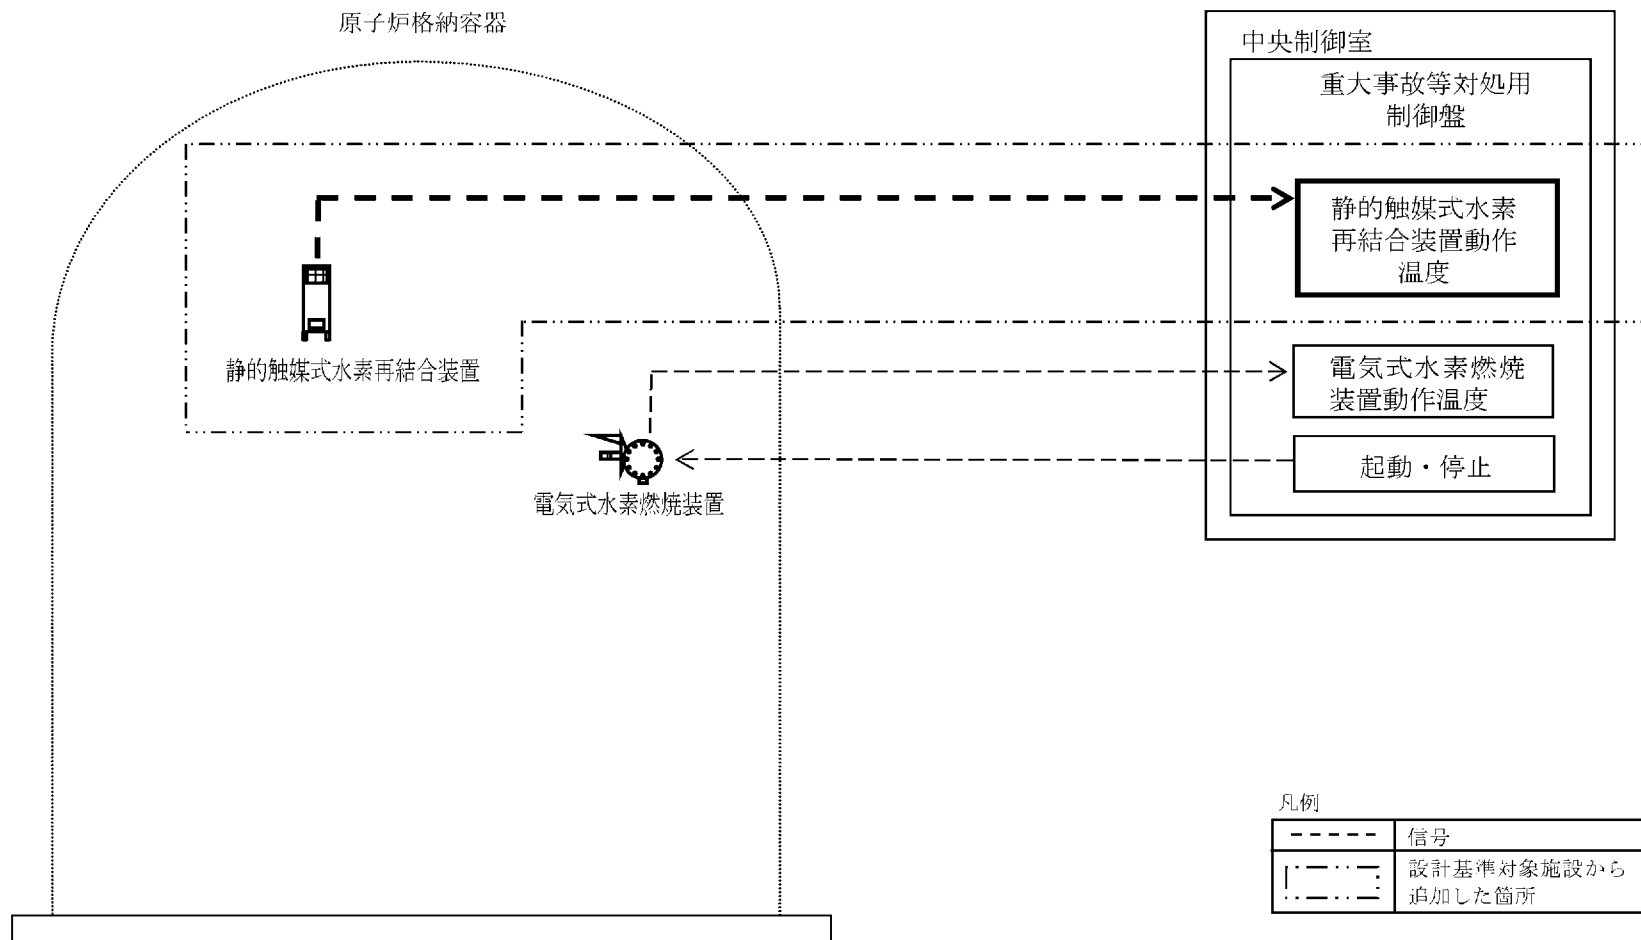 原子炉格納容器
中央制御室
重大事故等対処用
制御盤
静的触媒式水素
再結合装置動作
温度
静的触媒式水素再結合装置
電気式水素燃焼
装置動作温度
起動・停止
電気式水素燃焼装置
凡例
信号
設計基準対象施設から
追加した箇所